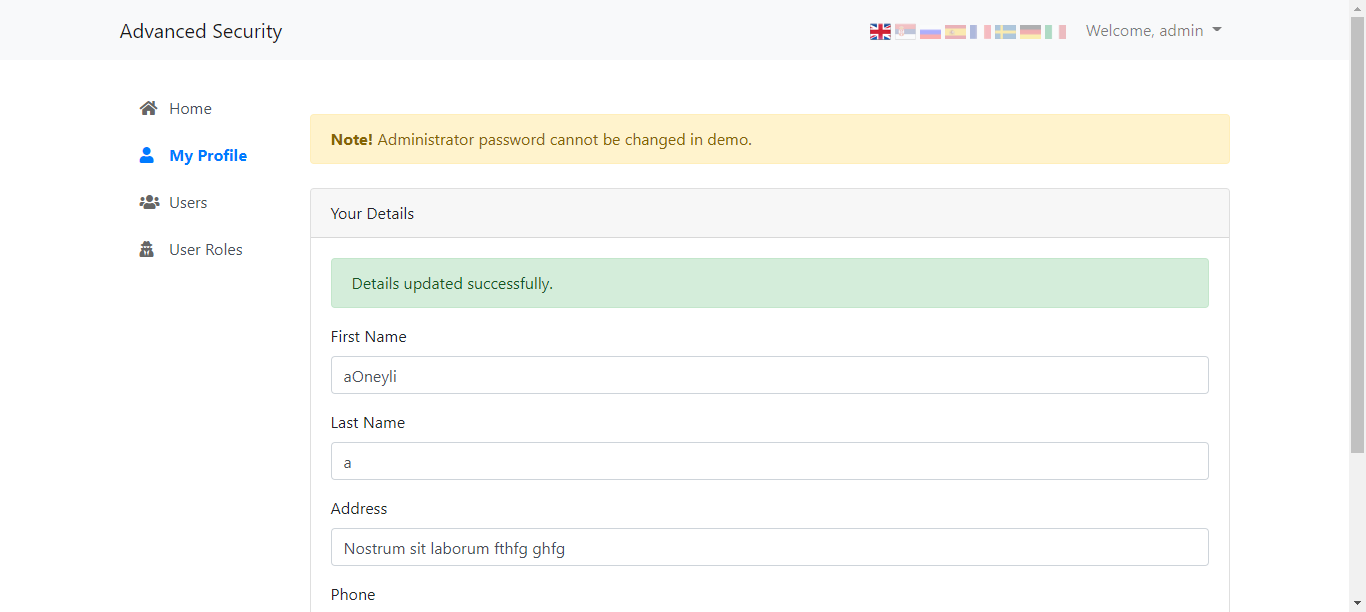 Advanced Security
Welcome, admin
Home
My Profile
Users
User Roles
Note! Administrator password cannot be changed in demo.
Your Details
Details updated successfully.
First Name
aOneyli
Last Name
a
Address
Nostrum sit laborum fthfg ghfg
Phone